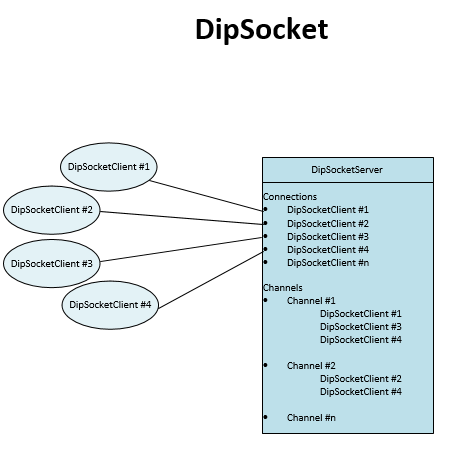 DipSocket
DipSocketClient #1
DipSocketClient #2
DipSocketClient #3
DipSocketClient #4
DipSocketServer
Connections
• DipSocketClient #1
• DipSocketClient #2
• DipSocketClient #3
• DipSocketClient #4
• DipSocketClient #n
Channels
• Channel #1
DipSocketClient #1
DipSocketClient #3
DipSocketClient #4
• Channel #2
DipSocketClient #2
DipSocketClient #4
• Channel #n